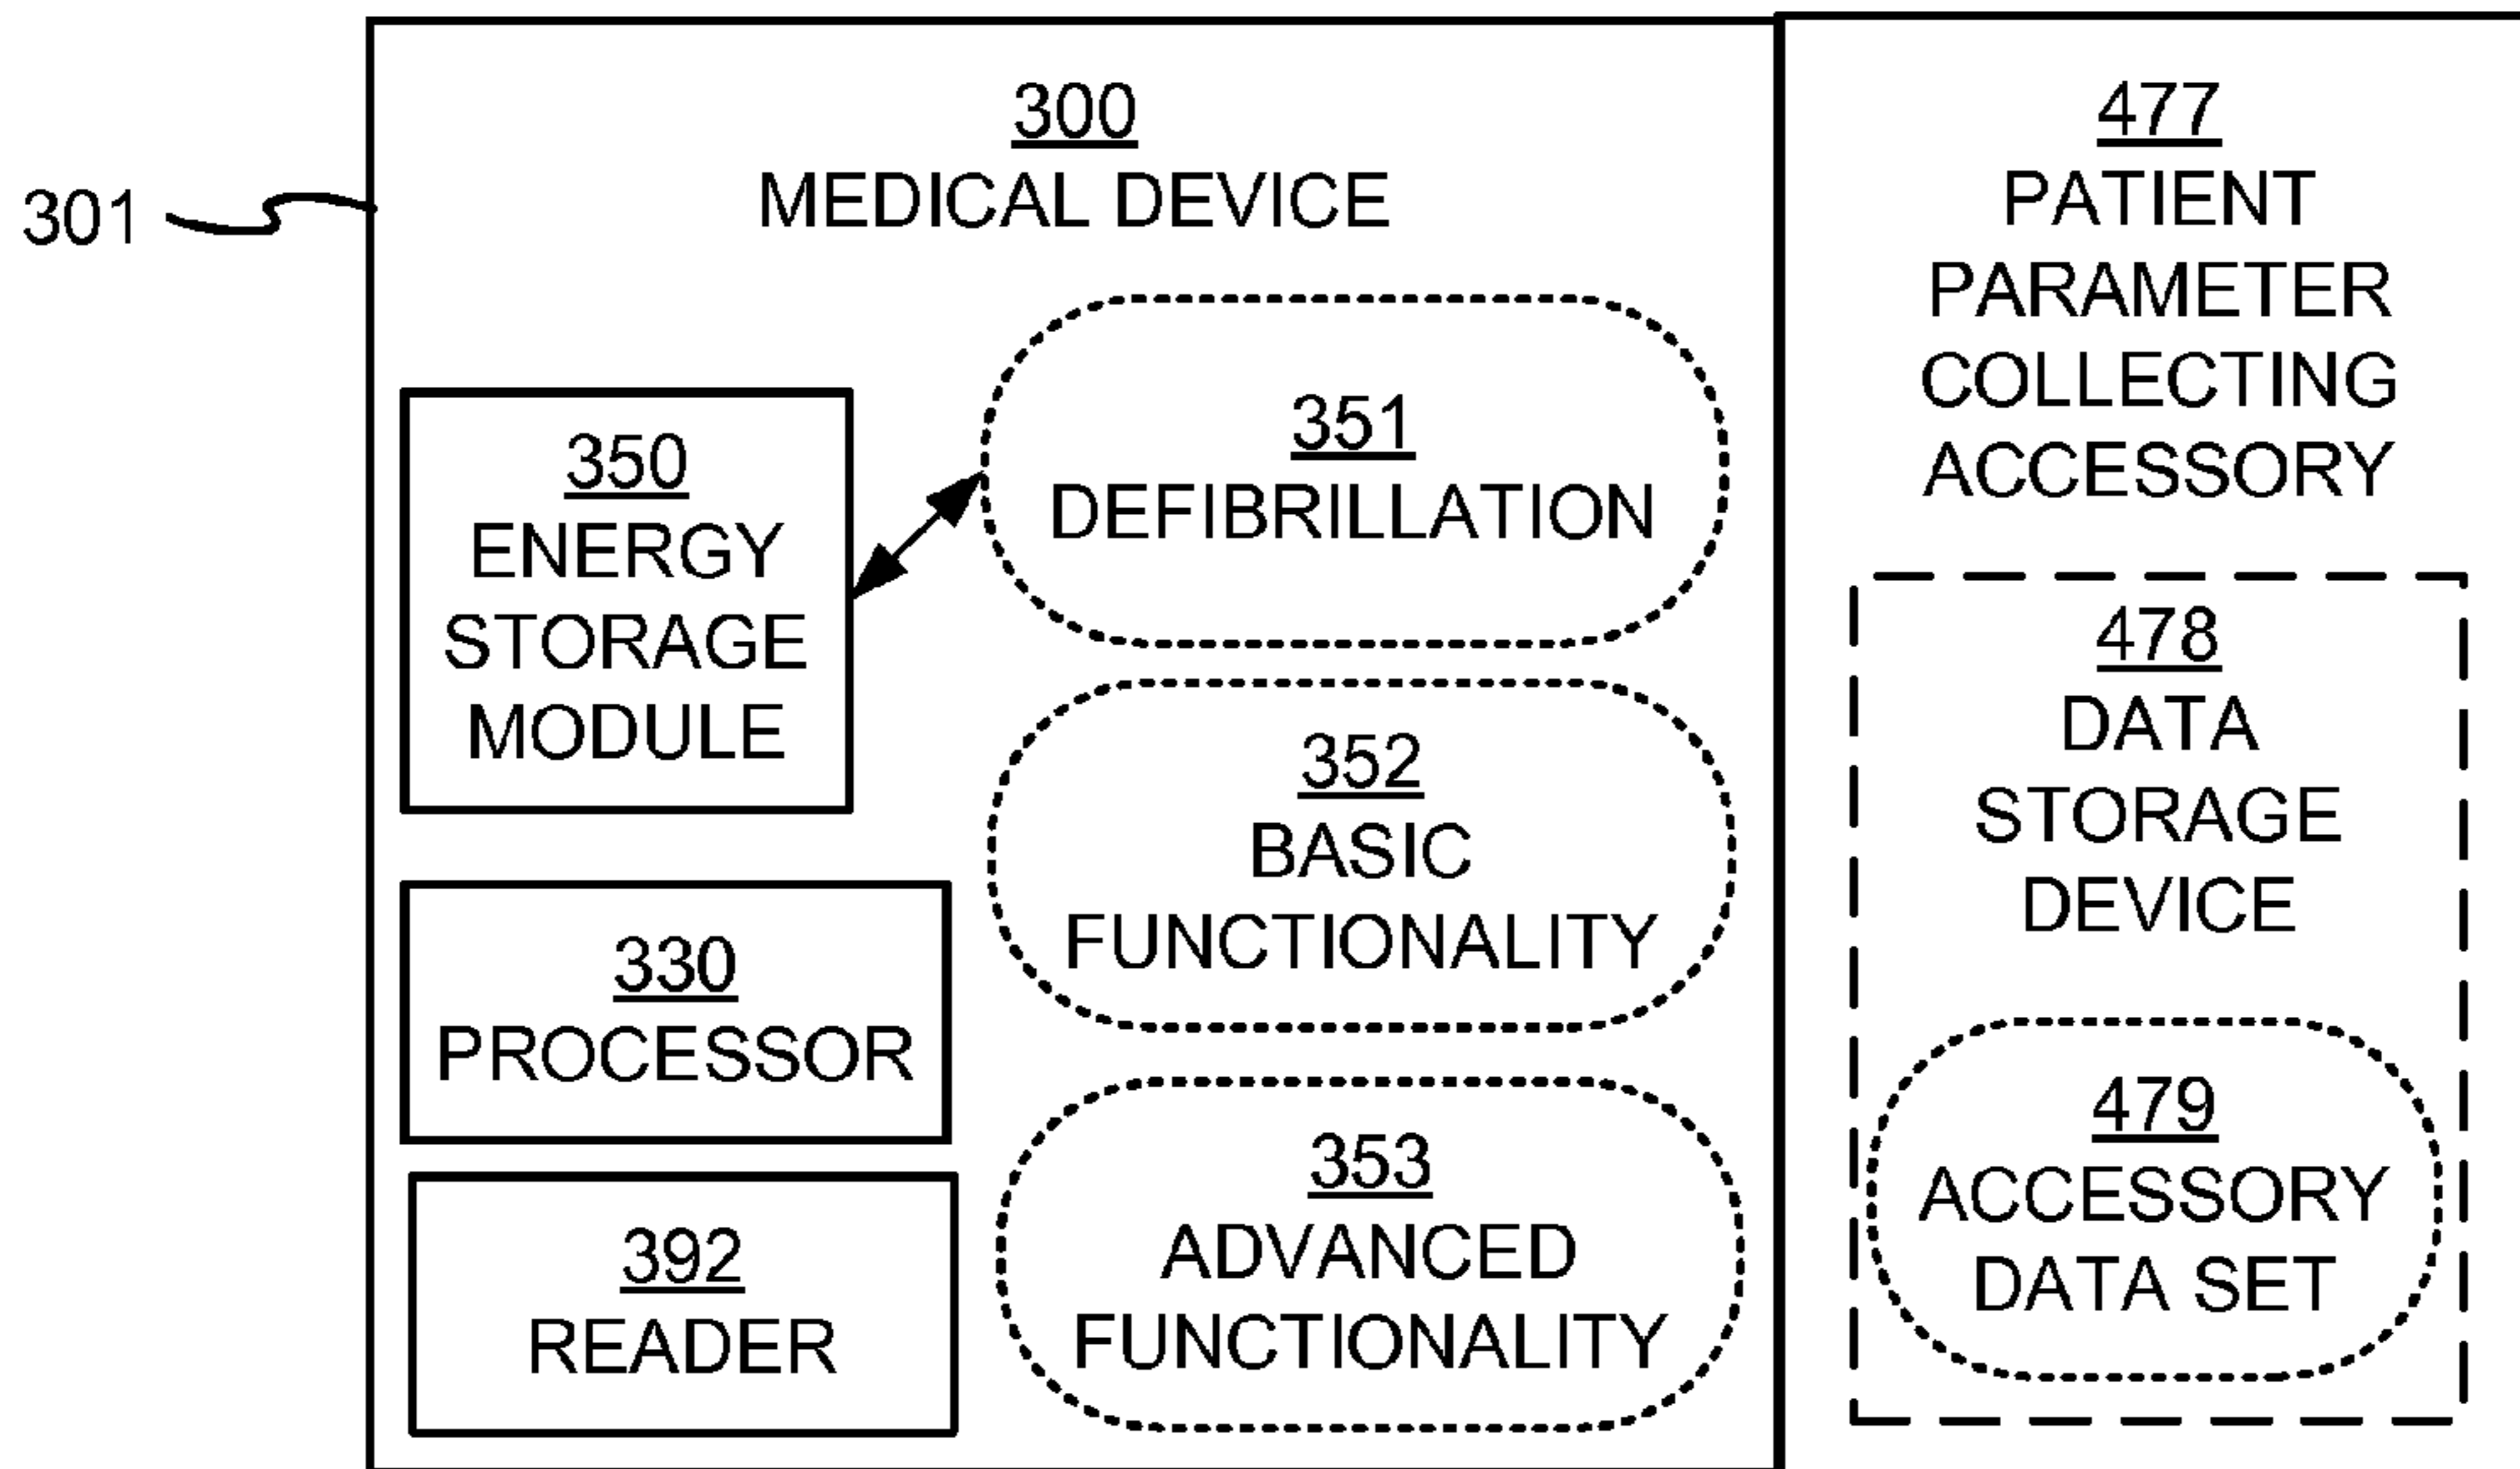 301
300
MEDICAL DEVICE
350
ENERGY
STORAGE
MODULE
330
PROCESSOR
392
READER
351
DEFIBRILLATION
352
BASIC
FUNCTIONALITY
353
ADVANCED
FUNCTIONALITY
477
PATIENT
PARAMETER
COLLECTING
ACCESSORY
478
DATA
STORAGE
DEVICE
479
ACCESSORY
DATA SET